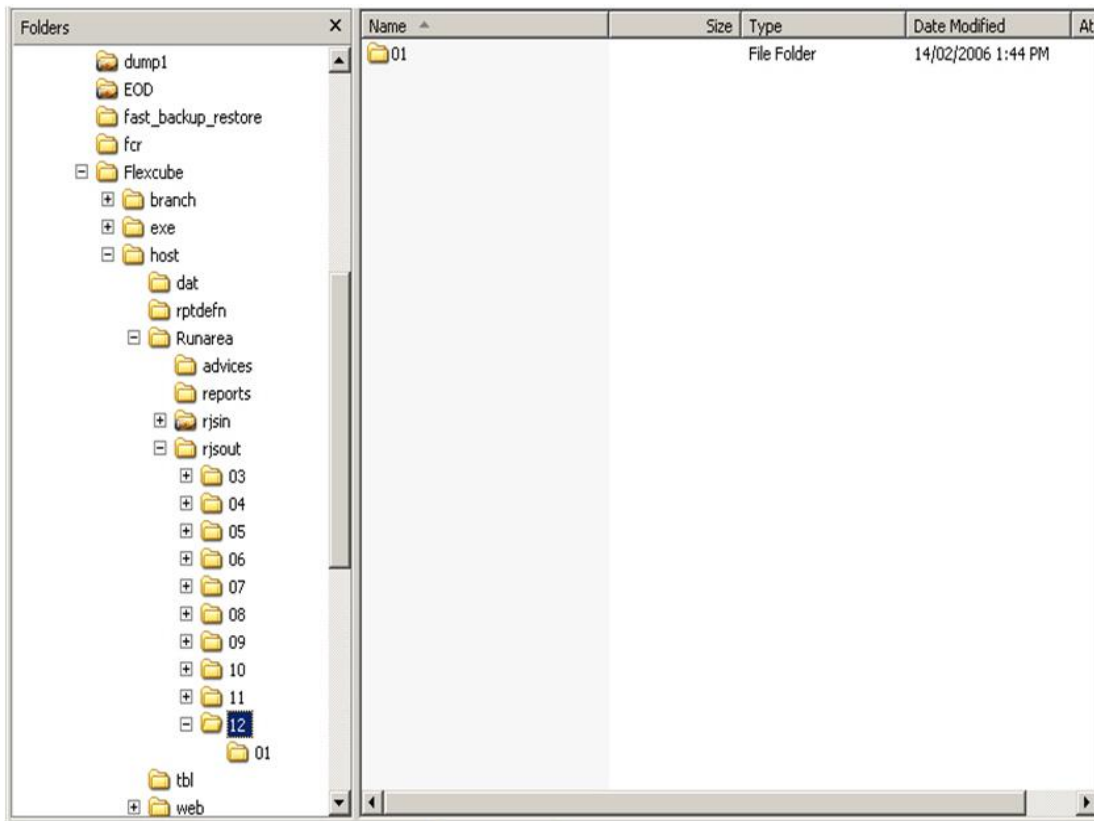 Folders
dump1
EOD
fast_backup_restore
fcr
Flexcube
branch
exe
host
dat
rptdefn
Runarea
advices
reports
rjsin
rjsout
03
04
05
06
07
08
09
10
11
12
01
tbl
web
Name Size Type Date Modified At
01 File Folder 14/02/2006 1:44 PM